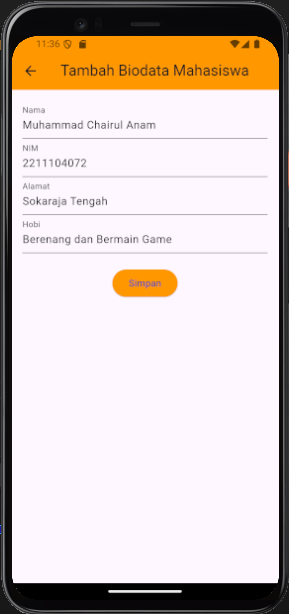 11:36
Tambah Biodata Mahasiswa
Nama
Muhammad Chairul Anam
NIM
2211104072
Alamat
Sokaraja Tengah
Hobi
Berenang dan Bermain Game
Simpan